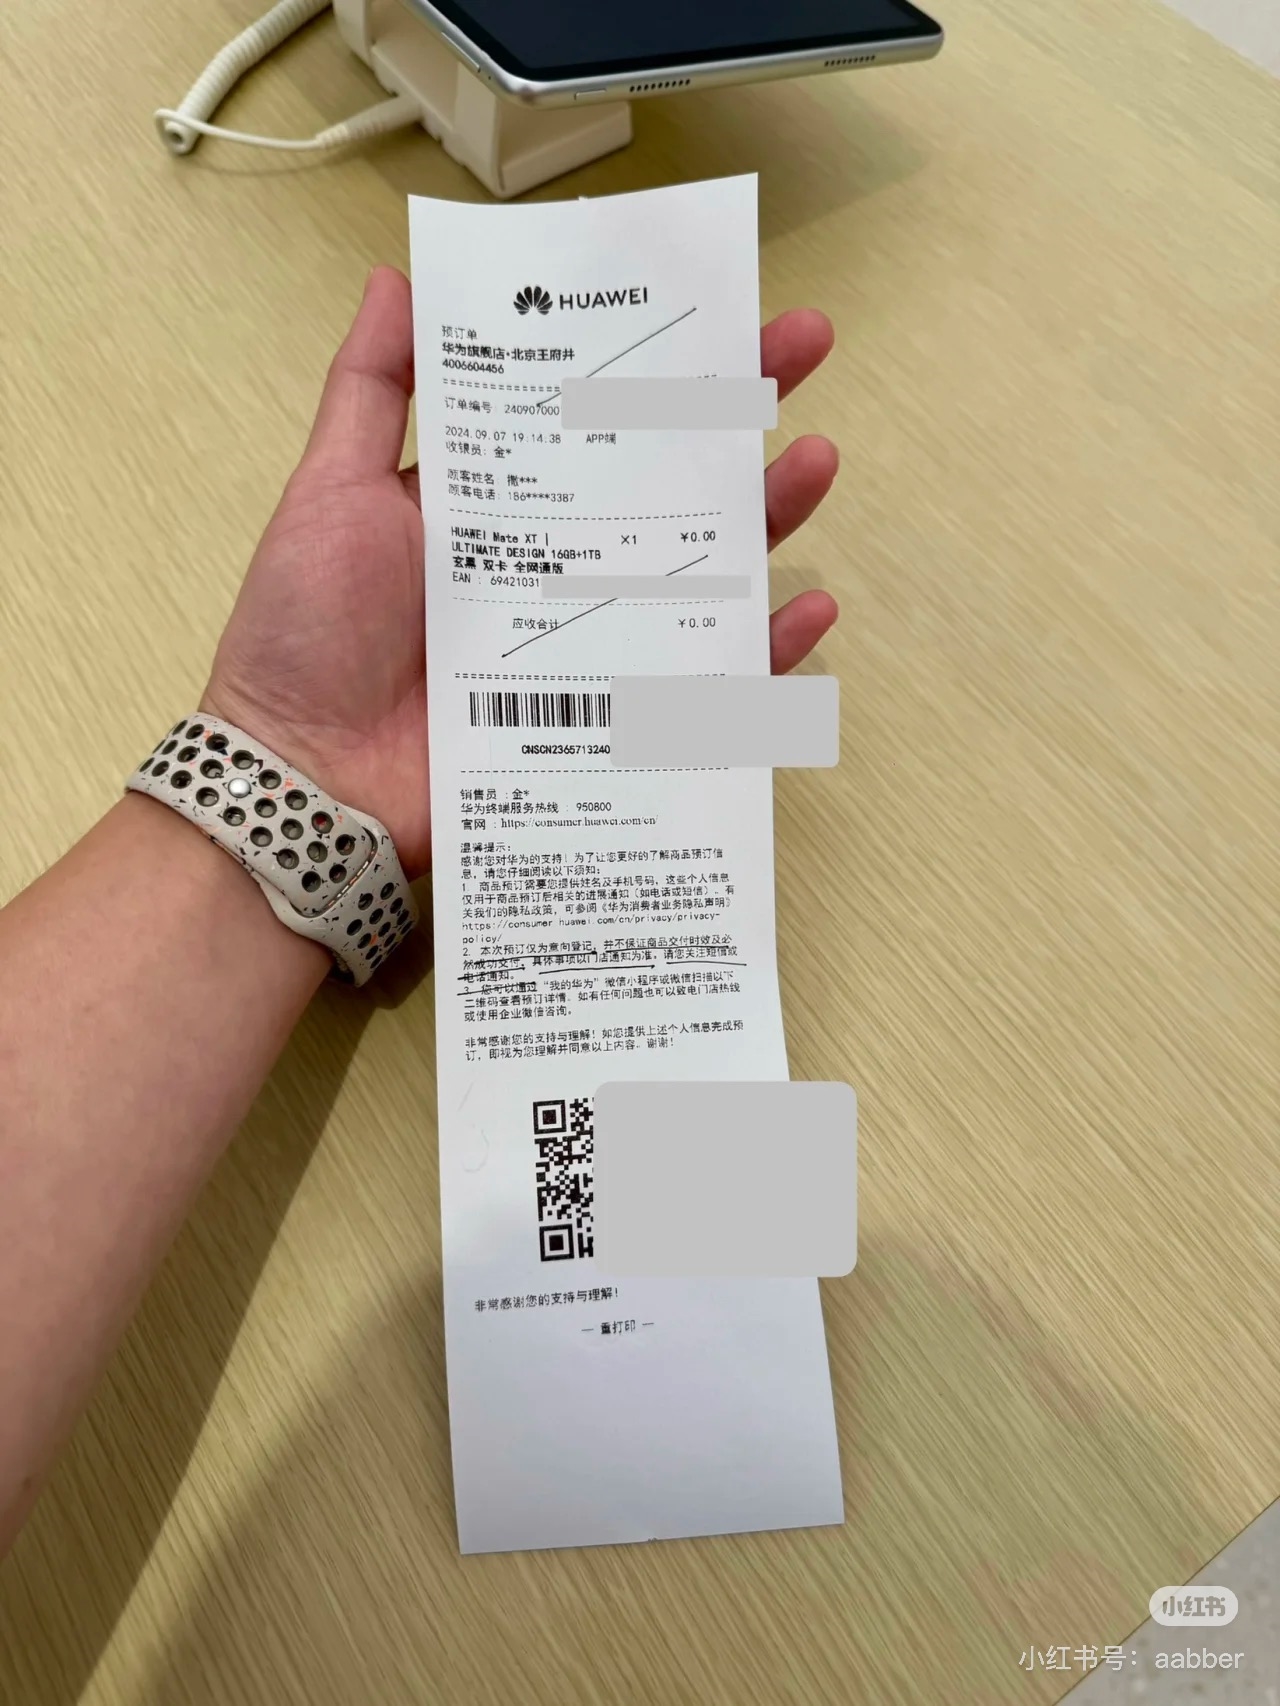 HUAWEI
预订单
华为旗舰店·北京王府井
4006604456
订单编号: 240907000
2024.09.07 19:14:38 APP端
收银员: 金*
顾客姓名: 撒***
顾客电话: 186****3387
HUAWEI Mate XT | ×1 ￥0.00
ULTIMATE DESIGN 16GB+1TB
玄黑 双卡 全网通版
EAN : 69421031
应收合计 ￥0.00
CNSCN2365713240
销售员 :金*
华为终端服务热线 : 950800
官网 : https://consumer.huawei.com/cn/
温馨提示:
感谢您对华为的支持！为了让您更好的了解商品预订信
息，请您仔细阅读以下须知:
1. 商品预订需要您提供姓名及手机号码，这些个人信息
仅用于商品预订后相关的进展通知（如电话或短信）。有
关我们的隐私政策，可参阅《华为消费者业务隐私声明》
https://consumer.huawei.com/cn/privacy/privacy-
policy/
2. 本次预订仅为意向登记，并不保证商品交付时效及必
然成功交付，具体事项以门店通知为准，请您关注短信或
电话通知。
3. 您可以通过“我的华为”微信小程序或微信扫描以下
二维码查看预订详情。如有任何问题也可以致电门店热线
或使用企业微信咨询。
非常感谢您的支持与理解！如您提供上述个人信息完成预
订，即视为您理解并同意以上内容。谢谢！
非常感谢您的支持与理解！
— 重打印 —
小红书
小红书号: aabber